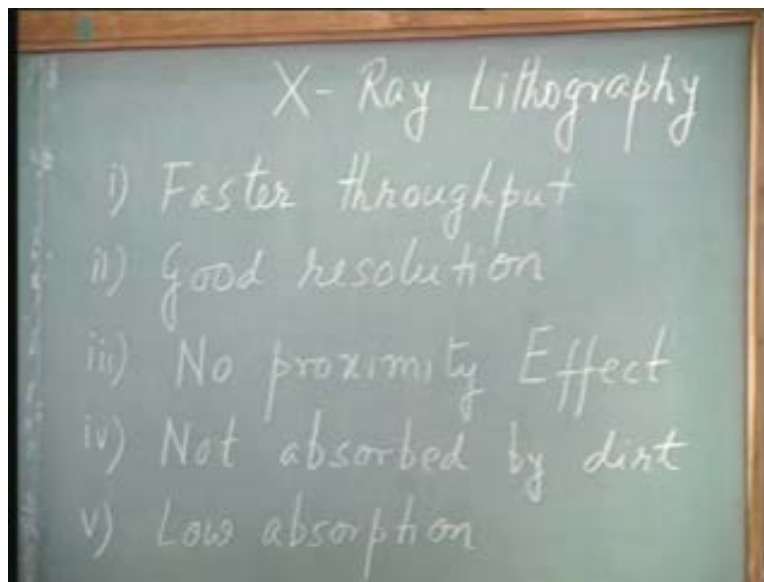 X- Ray Lithography
i) Faster throughput
ii) Good resolution
iii) No proximity Effect
iv) Not absorbed by dirt
v) Low absorption